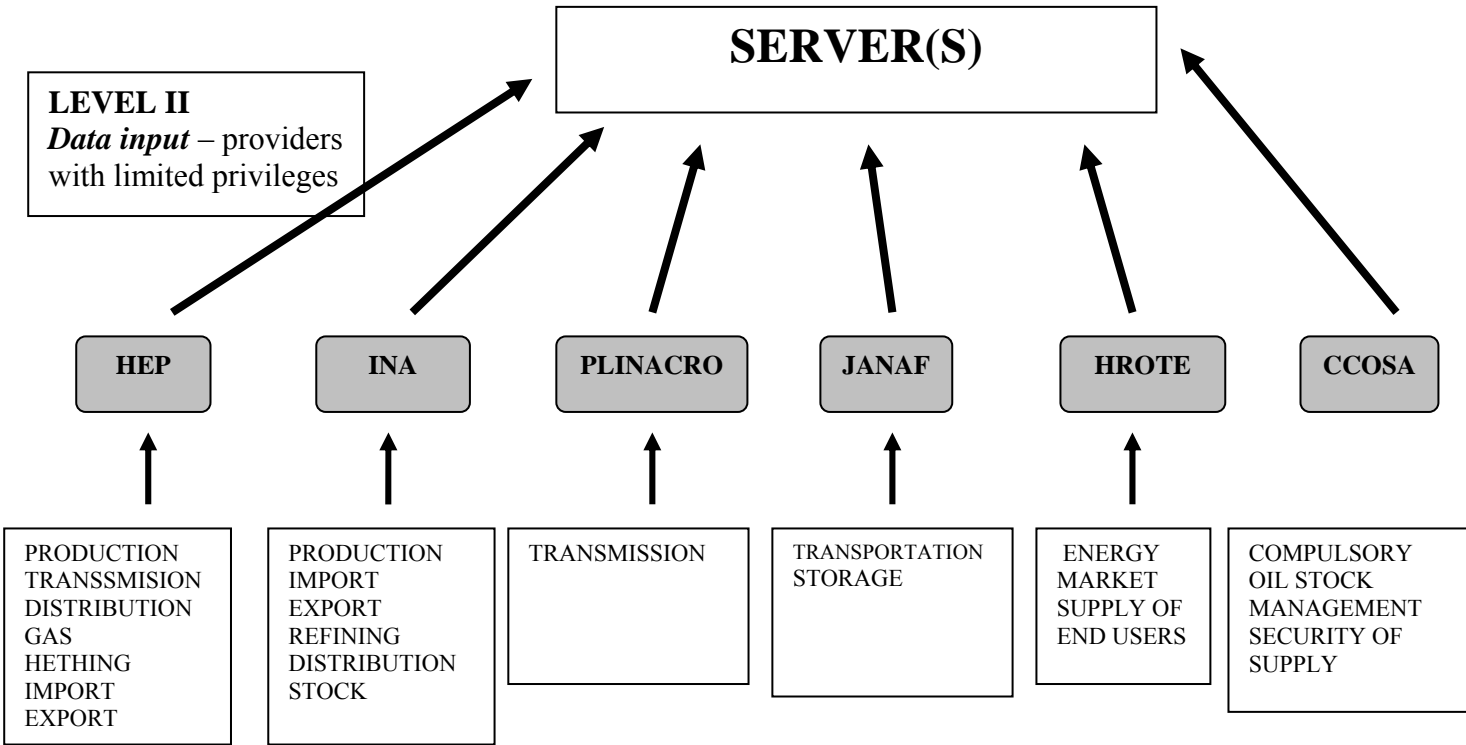 SERVER(S)
LEVEL II
Data input – providers
with limited privileges
HEP
INA
PLINACRO
JANAF
HROTE
CCOSA
PRODUCTION
TRANSSMISION
DISTRIBUTION
GAS
HETHING
IMPORT
EXPORT
PRODUCTION
IMPORT
EXPORT
REFINING
DISTRIBUTION
STOCK
TRANSMISSION
TRANSPORTATION
STORAGE
ENERGY
MARKET
SUPPLY OF
END USERS
COMPULSORY
OIL STOCK
MANAGEMENT
SECURITY OF
SUPPLY